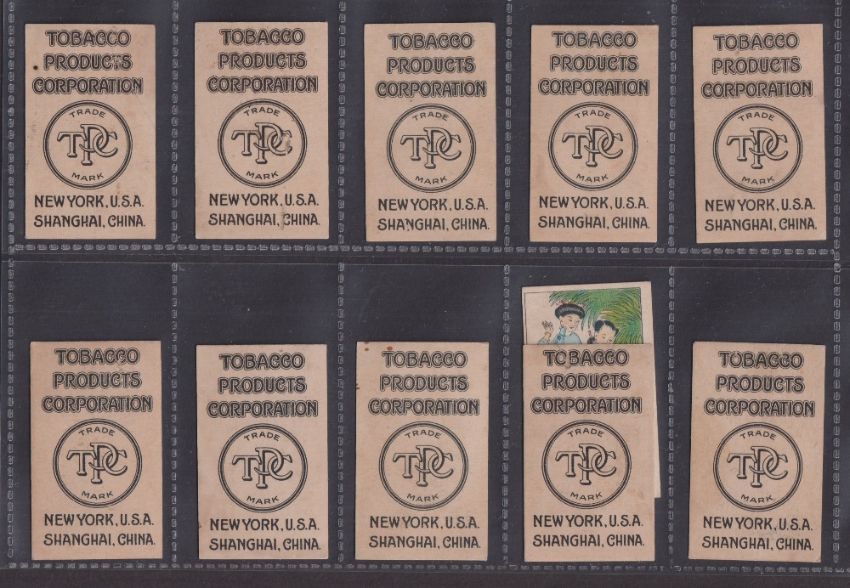 TOBACCO
PRODUCTS
CORPORATION
TRADE
TPC
MARK
NEW YORK, U.S.A.
SHANGHAI, CHINA.
TOBACCO
PRODUCTS
CORPORATION
TRADE
TPC
MARK
NEW YORK, U.S.A.
SHANGHAI, CHINA.
TOBACCO
PRODUCTS
CORPORATION
TRADE
TPC
MARK
NEW YORK, U.S.A.
SHANGHAI, CHINA.
TOBACCO
PRODUCTS
CORPORATION
TRADE
TPC
MARK
NEW YORK, U.S.A.
SHANGHAI, CHINA.
TOBACCO
PRODUCTS
CORPORATION
TRADE
TPC
MARK
NEW YORK, U.S.A.
SHANGHAI, CHINA.
TOBACCO
PRODUCTS
CORPORATION
TRADE
TPC
MARK
NEW YORK, U.S.A.
SHANGHAI, CHINA.
TOBACCO
PRODUCTS
CORPORATION
TRADE
TPC
MARK
NEW YORK, U.S.A.
SHANGHAI, CHINA.
TOBACCO
PRODUCTS
CORPORATION
TRADE
TPC
MARK
NEW YORK, U.S.A.
SHANGHAI, CHINA.
TOBACCO
PRODUCTS
CORPORATION
TRADE
TPC
MARK
NEW YORK, U.S.A.
SHANGHAI, CHINA.
TOBACCO
PRODUCTS
CORPORATION
TRADE
TPC
MARK
NEW YORK, U.S.A.
SHANGHAI, CHINA.